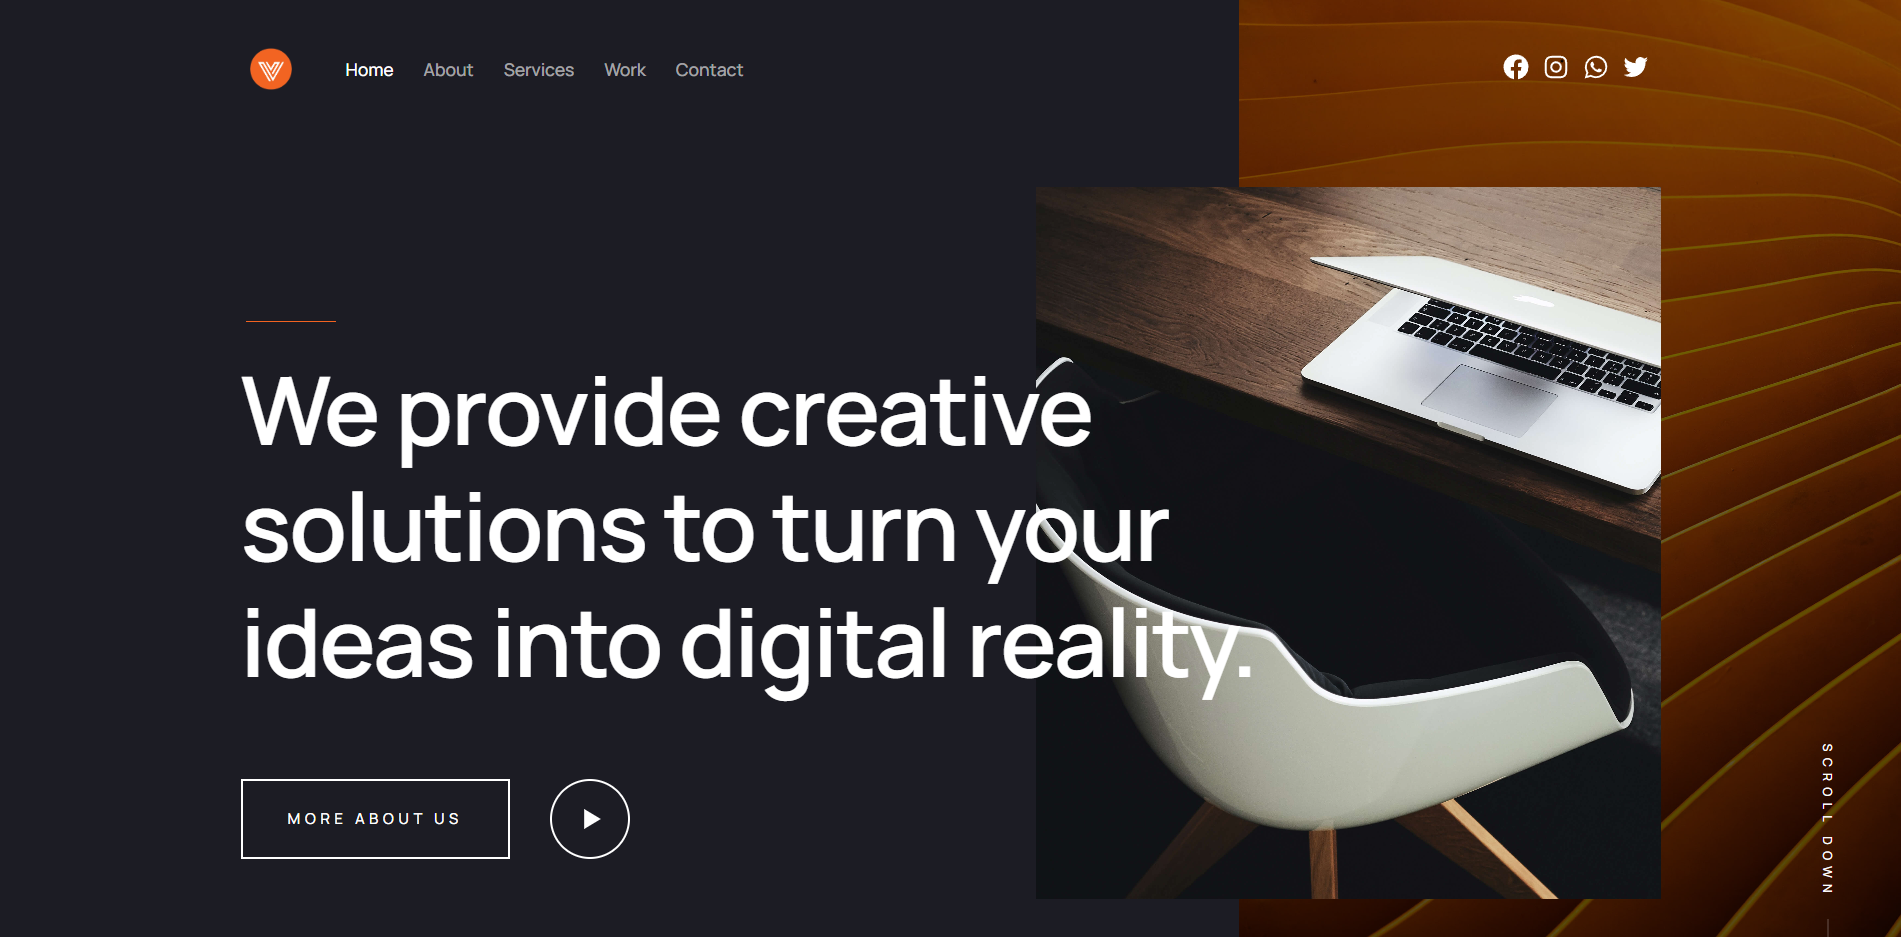 Home About Services Work Contact
We provide creative
solutions to turn your
ideas into digital reality.
MORE ABOUT US
SCROLL DOWN